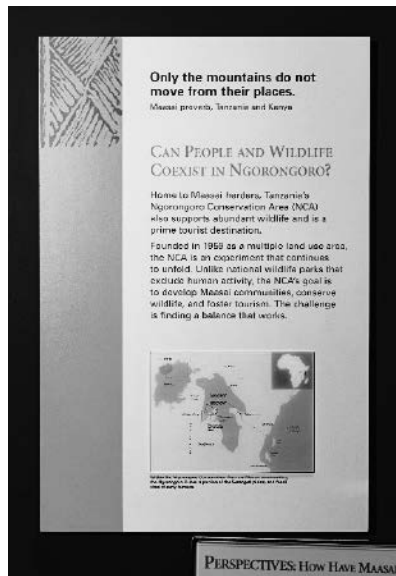 Only the mountains do not
move from their places.
Maasai proverb, Tanzania and Kenya
CAN PEOPLE AND WILDLIFE
COEXIST IN NGORONGORO?
Home to Maasai herders, Tanzania's
Ngorongoro Conservation Area (NCA)
also supports abundant wildlife and is a
prime tourist destination.
Founded in 1959 as a multiple land use area,
the NCA is an experiment that continues
to unfold. Unlike national wildlife parks that
exclude human activity, the NCA's goal is
to develop Maasai communities, conserve
wildlife, and foster tourism. The challenge
is finding a balance that works.
PERSPECTIVES: HOW HAVE MAASAI